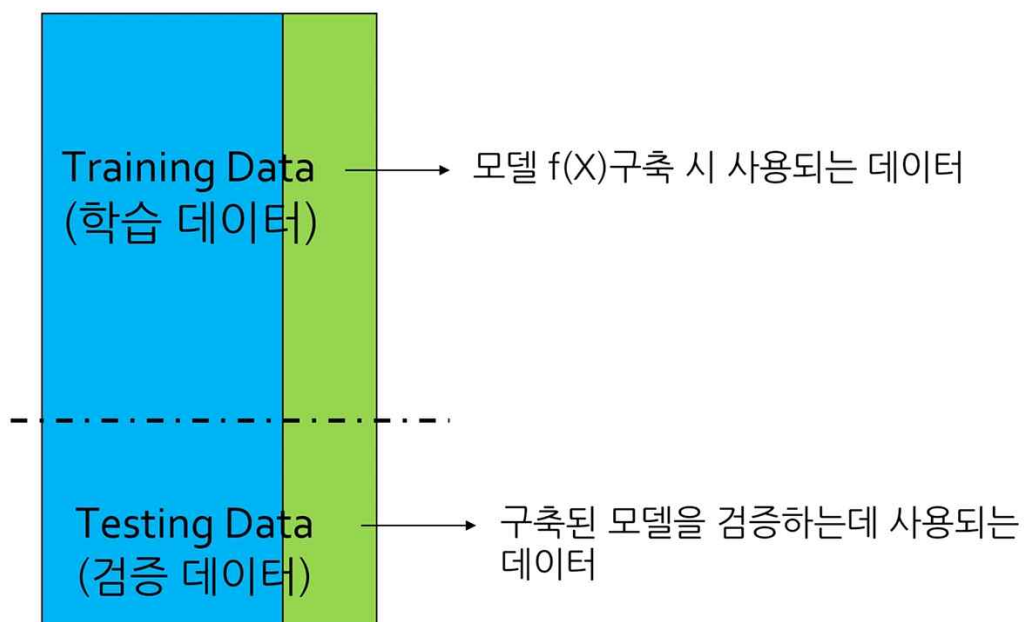 Training Data
(학습 데이터)
모델 f(X)구축 시 사용되는 데이터
Testing Data
(검증 데이터)
구축된 모델을 검증하는데 사용되는
데이터